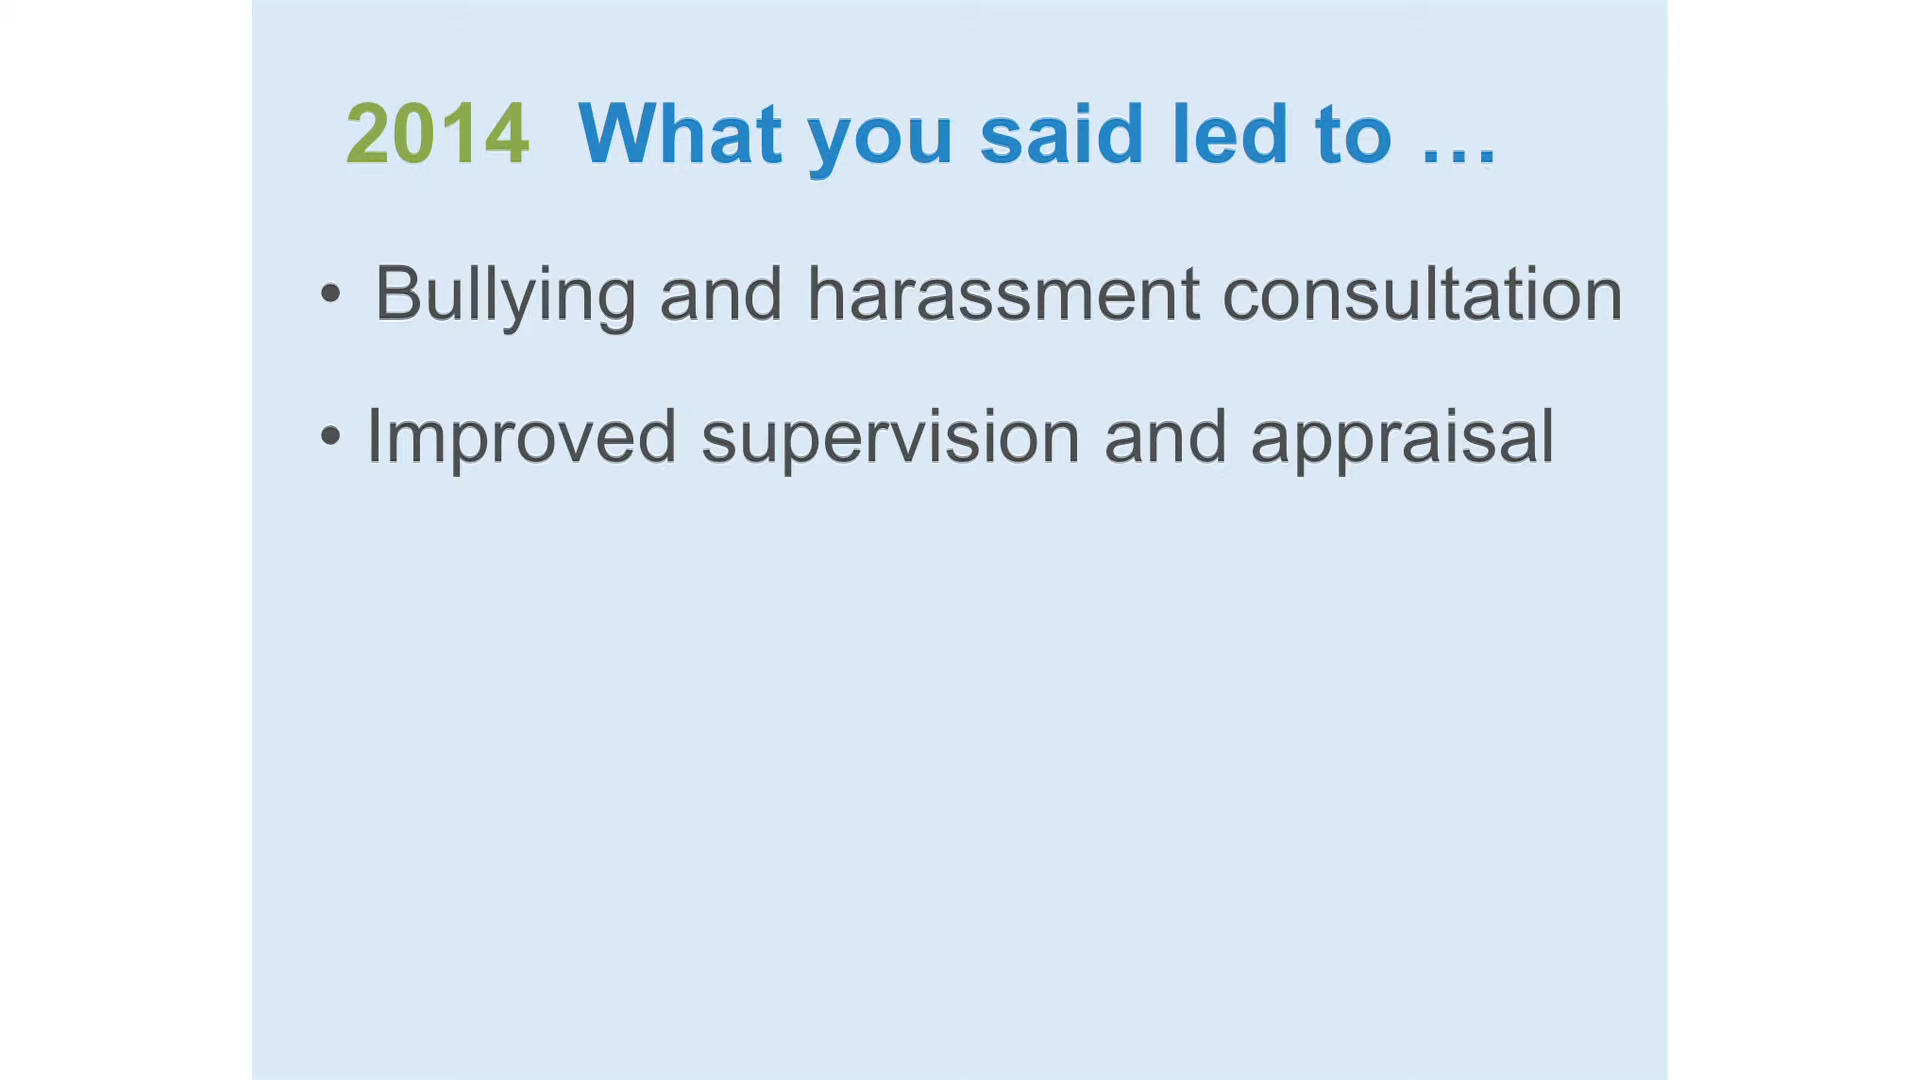 2014 What you said led to …
• Bullying and harassment consultation
• Improved supervision and appraisal